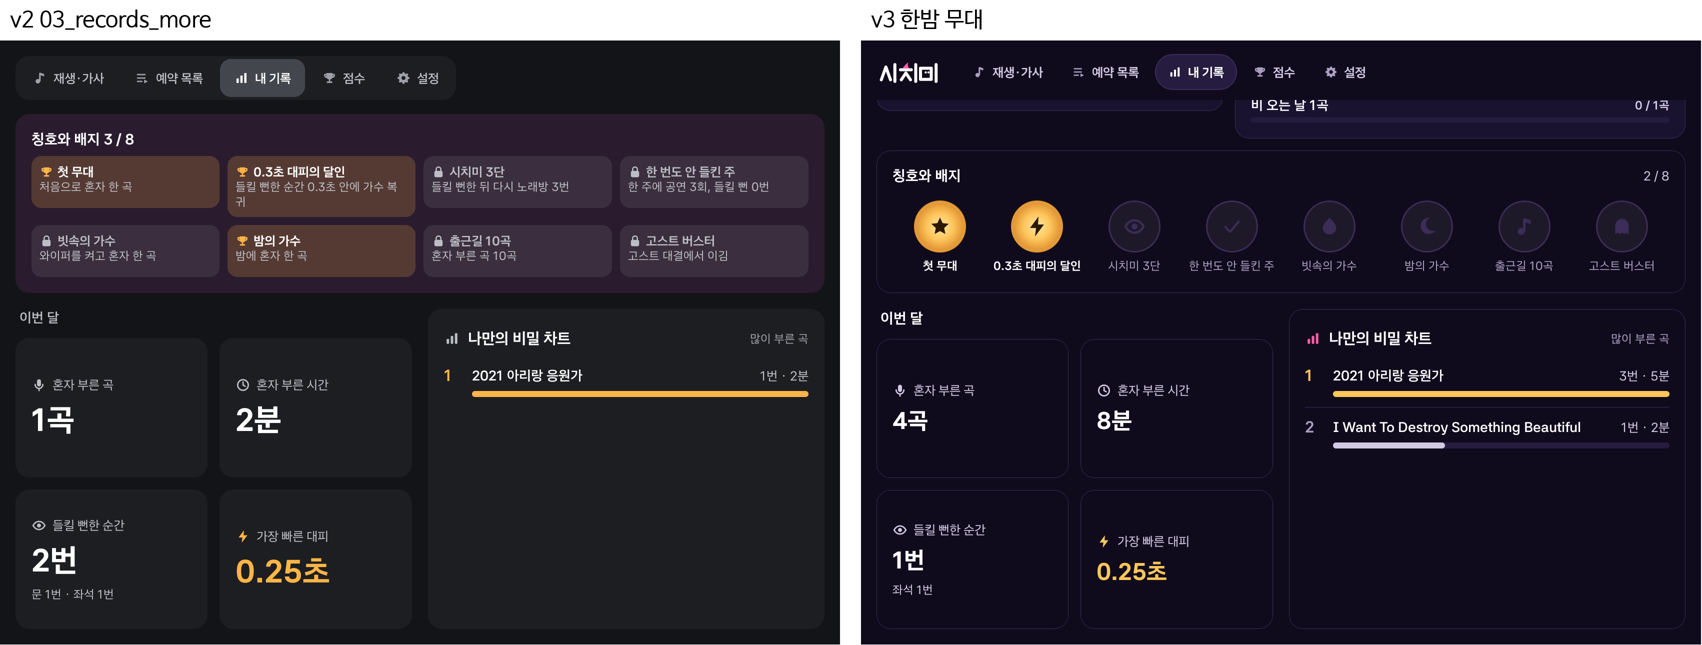 v2 03_records_more
재생·가사 예약 목록 내 기록 점수 설정
칭호와 배지 3 / 8
첫 무대
처음으로 혼자 한 곡
0.3초 대피의 달인
들킬 뻔한 순간 0.3초 안에 가수 복
귀
시치미 3단
들킬 뻔한 뒤 다시 노래방 3번
한 번도 안 들킨 주
한 주에 공연 3회, 들킬 뻔 0번
빗속의 가수
와이퍼를 켜고 혼자 한 곡
밤의 가수
밤에 혼자 한 곡
출근길 10곡
혼자 부른 곡 10곡
고스트 버스터
고스트 대결에서 이김
이번 달
혼자 부른 곡
1곡
혼자 부른 시간
2분
들킬 뻔한 순간
2번
문 1번 · 좌석 1번
가장 빠른 대피
0.25초
나만의 비밀 차트
많이 부른 곡
1 2021 아리랑 응원가 1번 · 2분
v3 한밤 무대
시치미 재생·가사 예약 목록 내 기록 점수 설정
비 오는 날 1곡 0 / 1곡
칭호와 배지 2 / 8
첫 무대
0.3초 대피의 달인
시치미 3단
한 번도 안 들킨 주
빗속의 가수
밤의 가수
출근길 10곡
고스트 버스터
이번 달
혼자 부른 곡
4곡
혼자 부른 시간
8분
들킬 뻔한 순간
1번
좌석 1번
가장 빠른 대피
0.25초
나만의 비밀 차트
많이 부른 곡
1 2021 아리랑 응원가 3번 · 5분
2 I Want To Destroy Something Beautiful 1번 · 2분